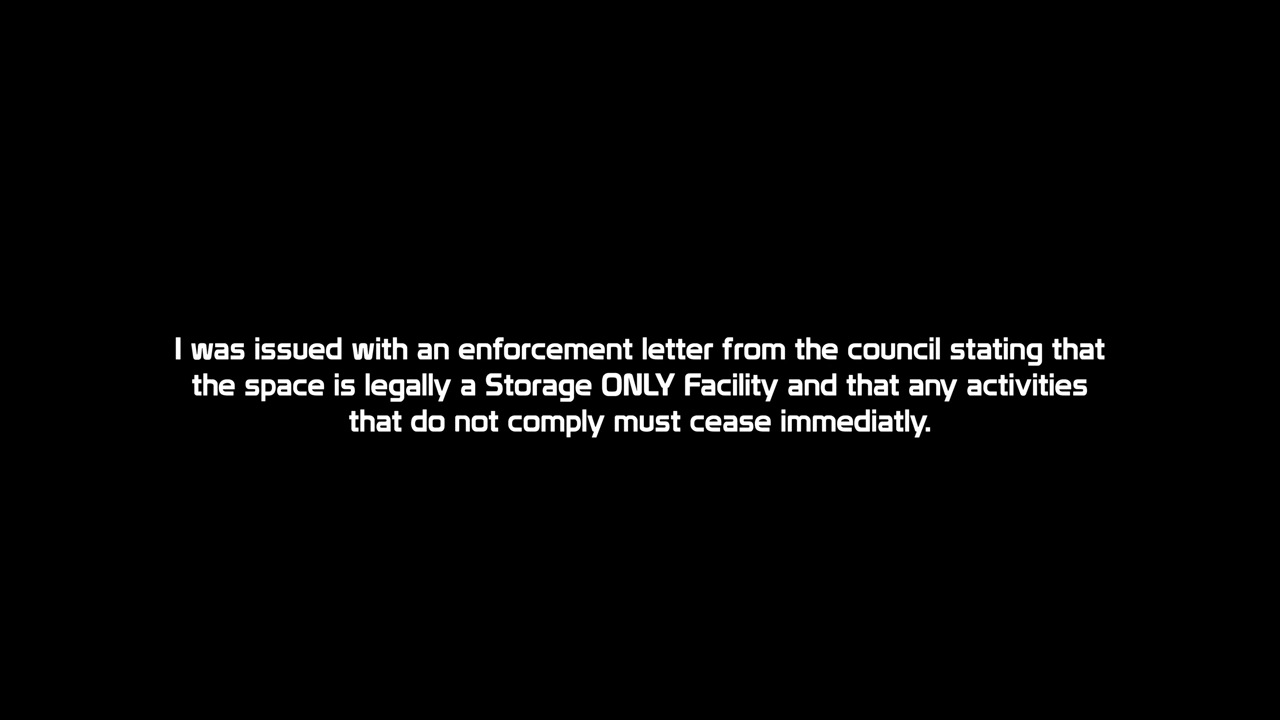 I was issued with an enforcement letter from the council stating that
the space is legally a Storage ONLY Facility and that any activities
that do not comply must cease immediatly.